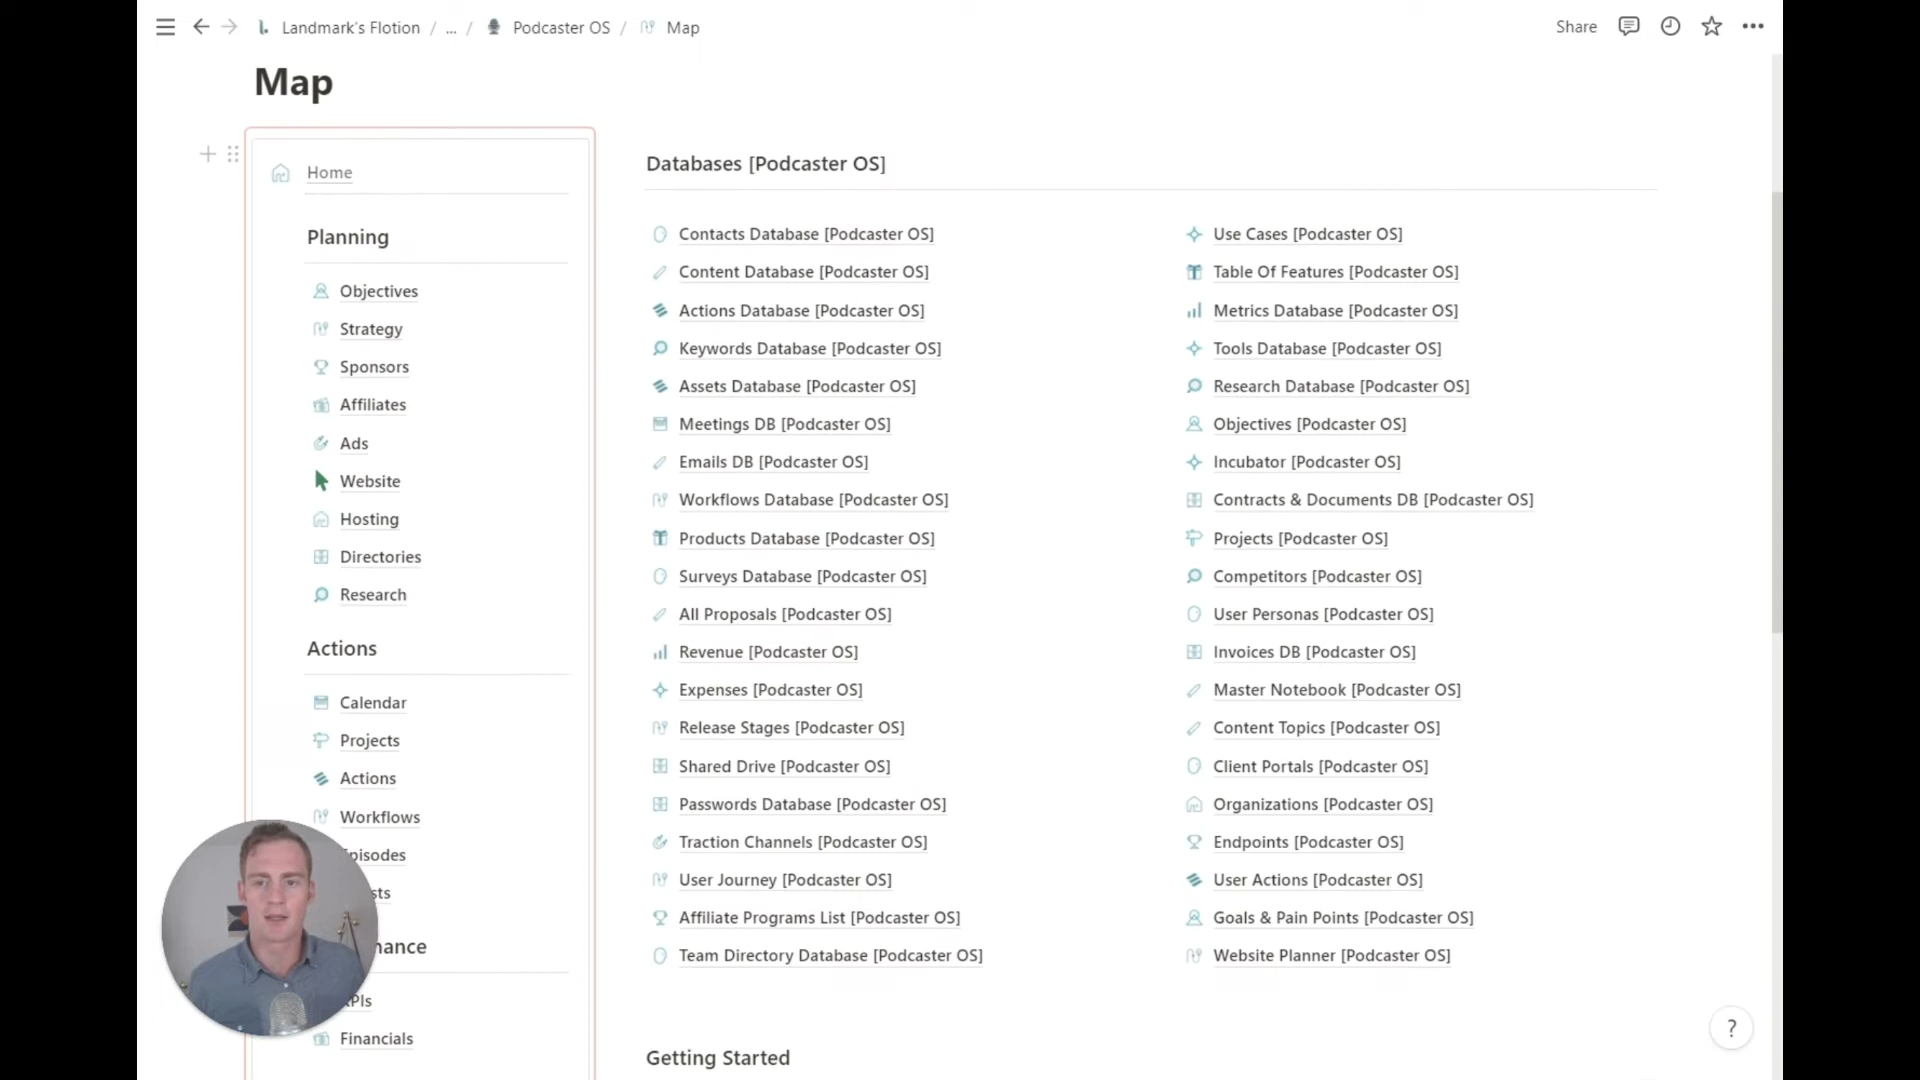 Landmark's Flotion / ... / Podcaster OS / Map
Share
Map
Home
Planning
Objectives
Strategy
Sponsors
Affiliates
Ads
Website
Hosting
Directories
Research
Actions
Calendar
Projects
Actions
Workflows
pisodes
sts
mance
KPIs
Financials
Databases [Podcaster OS]
Contacts Database [Podcaster OS]
Content Database [Podcaster OS]
Actions Database [Podcaster OS]
Keywords Database [Podcaster OS]
Assets Database [Podcaster OS]
Meetings DB [Podcaster OS]
Emails DB [Podcaster OS]
Workflows Database [Podcaster OS]
Products Database [Podcaster OS]
Surveys Database [Podcaster OS]
All Proposals [Podcaster OS]
Revenue [Podcaster OS]
Expenses [Podcaster OS]
Release Stages [Podcaster OS]
Shared Drive [Podcaster OS]
Passwords Database [Podcaster OS]
Traction Channels [Podcaster OS]
User Journey [Podcaster OS]
Affiliate Programs List [Podcaster OS]
Team Directory Database [Podcaster OS]
Use Cases [Podcaster OS]
Table Of Features [Podcaster OS]
Metrics Database [Podcaster OS]
Tools Database [Podcaster OS]
Research Database [Podcaster OS]
Objectives [Podcaster OS]
Incubator [Podcaster OS]
Contracts & Documents DB [Podcaster OS]
Projects [Podcaster OS]
Competitors [Podcaster OS]
User Personas [Podcaster OS]
Invoices DB [Podcaster OS]
Master Notebook [Podcaster OS]
Content Topics [Podcaster OS]
Client Portals [Podcaster OS]
Organizations [Podcaster OS]
Endpoints [Podcaster OS]
User Actions [Podcaster OS]
Goals & Pain Points [Podcaster OS]
Website Planner [Podcaster OS]
Getting Started
?